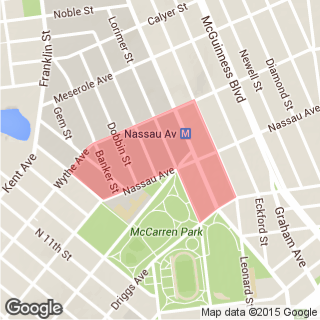 Noble St
Calyer St
Franklin St
Lorimer St
McGuinness Blvd
Newell St
Diamond St
Meserole Ave
Gem St
Dobbin St
Nassau Av M
Nassau Ave
Kent Ave
Wythe Ave
Banker St
Nassau Ave
McCarren Park
N 11th St
Driggs Ave
Eckford St
Graham Ave
Leonard St
Google
Map data ©2015 Google